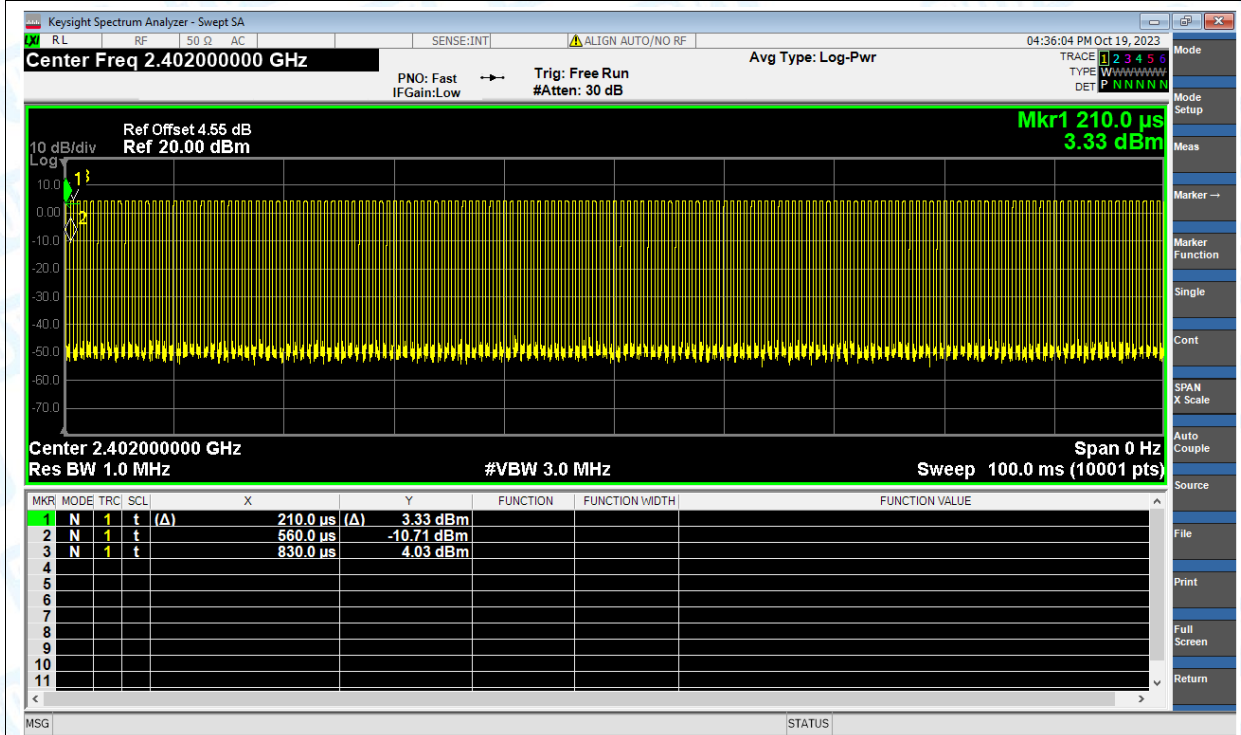 Keysight Spectrum Analyzer - Swept SA
LXI RL RF 50 Ω AC SENSE:INT ALIGN AUTO/NO RF 04:36:04 PM Oct 19, 2023
Center Freq 2.402000000 GHz
PNO: Fast
IFGain:Low
Trig: Free Run
#Atten: 30 dB
Avg Type: Log-Pwr
TRACE 1 2 3 4 5 6
TYPE WWWWWW
DET P N N N N N
10 dB/div
Log
Ref Offset 4.55 dB
Ref 20.00 dBm
Mkr1 210.0 µs
3.33 dBm
10.0
0.00
-10.0
-20.0
-30.0
-40.0
-50.0
-60.0
-70.0
1
3
2
Center 2.402000000 GHz Span 0 Hz
Res BW 1.0 MHz #VBW 3.0 MHz Sweep 100.0 ms (10001 pts)
MKR MODE TRC SCL X Y FUNCTION FUNCTION WIDTH FUNCTION VALUE
1 N 1 t (Δ) 210.0 µs (Δ) 3.33 dBm
2 N 1 t 560.0 µs -10.71 dBm
3 N 1 t 830.0 µs 4.03 dBm
4
5
6
7
8
9
10
11
MSG STATUS
Mode
Mode
Setup
Meas
Marker →
Marker
Function
Single
Cont
SPAN
X Scale
Auto
Couple
Source
File
Print
Full
Screen
Return